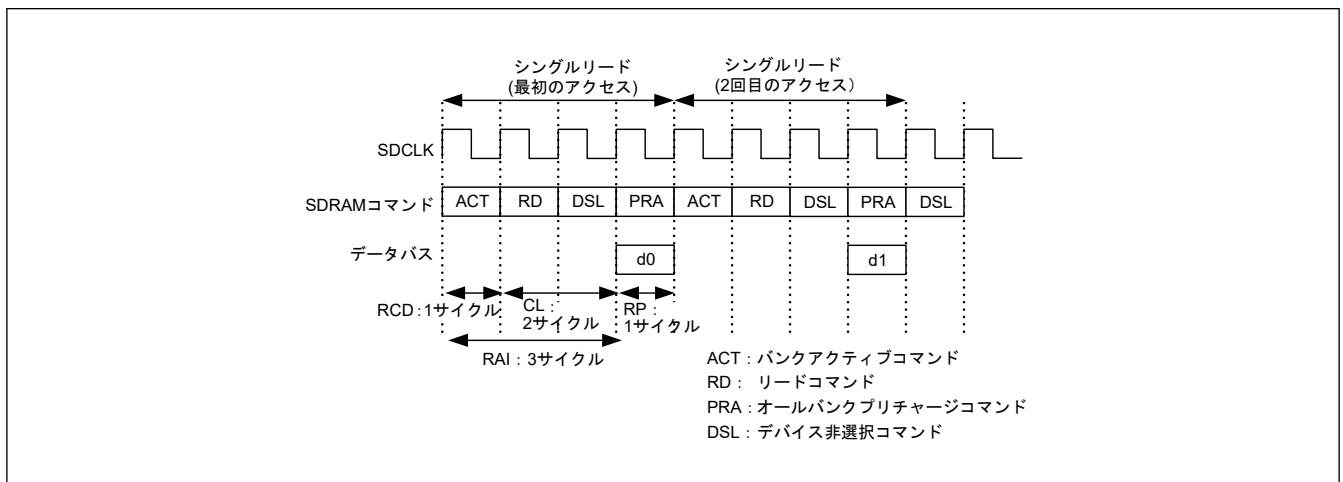 シングルリード
(最初のアクセス)
シングルリード
(2回目のアクセス)
SDCLK
SDRAMコマンド
ACT RD DSL PRA ACT RD DSL PRA DSL
データバス
d0 d1
RCD:1サイクル
CL:
2サイクル
RP:
1サイクル
RAI:3サイクル
ACT:バンクアクティブコマンド
RD: リードコマンド
PRA:オールバンクプリチャージコマンド
DSL:デバイス非選択コマンド